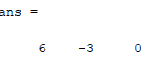 ans =
6 -3 0